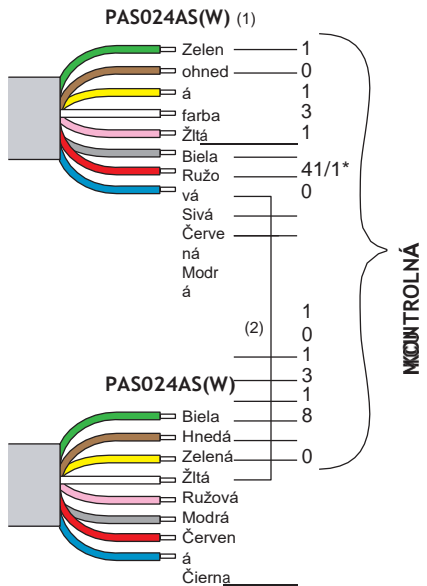 PAS024AS(W) (1)
Zelen 1
ohned 0
á 1
farba 3
Žltá 1
Biela
Ružo 41/1*
vá 0
Sivá
Červe
ná
Modr
á
(2)
1
0
1
3
1
8
0
PAS024AS(W)
Biela
Hnedá
Zelená
Žltá
Ružová
Modrá
Červen
á
Čierna
KONTROLNÁ